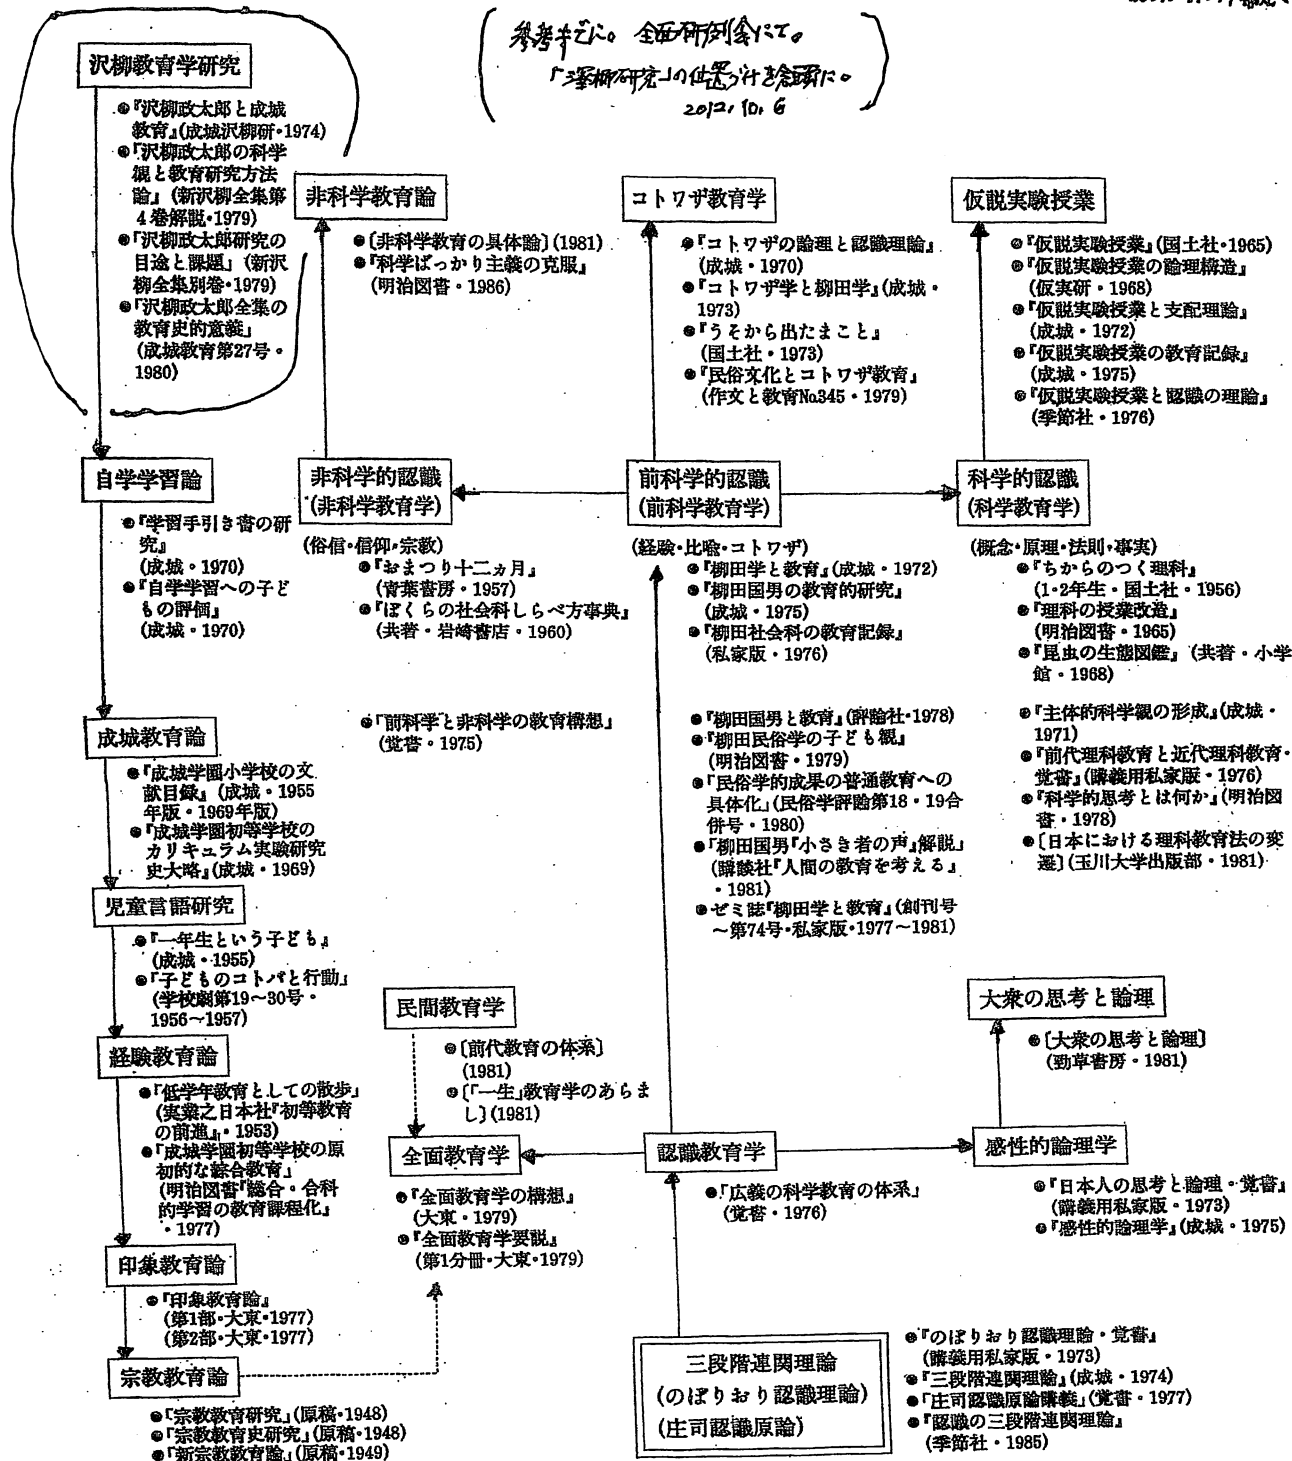 参考までに。全面研例会にて。
「澤柳研究」の位置づけを念頭に。
2012.10.6
沢柳教育学研究
●『沢柳政太郎と成城
教育』(成城沢柳研・1974)
●「沢柳政太郎の科学
観と教育研究方法
論」(新沢柳全集第
4巻解説・1979)
●「沢柳政太郎研究の
目途と課題」(新沢
柳全集別巻・1979)
●「沢柳政太郎全集の
教育史的意義」
(成城教育第27号・
1980)
非科学教育論
●〔非科学教育の具体論〕(1981)
●『科学ばっかり主義の克服』
(明治図書・1986)
コトワザ教育学
●『コトワザの論理と認識理論』
(成城・1970)
●『コトワザ学と柳田学』(成城・
1973)
●『うそから出たまこと』
(国土社・1973)
●「民俗文化とコトワザ教育」
(作文と教育No.345・1979)
仮説実験授業
●『仮説実験授業』(国土社・1965)
●『仮説実験授業の論理構造』
(仮実研・1968)
●『仮説実験授業と支配理論』
(成城・1972)
●『仮説実験授業の教育記録』
(成城・1975)
●『仮説実験授業と認識の理論』
(季節社・1976)
自学学習論
●『学習手引き書の研
究』
(成城・1970)
●『自学学習への子ど
もの評価』
(成城・1970)
非科学的認識
(非科学教育学)
(俗信・信仰・宗教)
●『おまつり十二ヵ月』
(青葉書房・1957)
●『ぼくらの社会科しらべ方事典』
(共著・岩崎書店・1960)
●「前科学と非科学の教育構想」
(覚書・1975)
前科学的認識
(前科学教育学)
(経験・比喩・コトワザ)
●『柳田学と教育』(成城・1972)
●『柳田国男の教育的研究』
(成城・1975)
●『柳田社会科の教育記録』
(私家版・1976)
●『柳田国男と教育』(評論社・1978)
●『柳田民俗学の子ども観』
(明治図書・1979)
●「民俗学的成果の普通教育への
具体化」(民俗学評論第18・19合
併号・1980)
●「柳田国男『小さき者の声』解説」
(講談社『人間の教育を考える』
・1981)
●ゼミ誌『柳田学と教育』(創刊号
～第74号・私家版・1977～1981)
科学的認識
(科学教育学)
(概念・原理・法則・事実)
●『ちからのつく理科』
(1・2年生・国土社・1956)
●『理科の授業改造』
(明治図書・1965)
●『昆虫の生態図鑑』(共著・小学
館・1968)
●『主体的科学観の形成』(成城・
1971)
●『前代理科教育と近代理科教育・
覚書』(講義用私家版・1976)
●『科学的思考とは何か』(明治図
書・1978)
●〔日本における理科教育法の変
遷〕(玉川大学出版部・1981)
成城教育論
●『成城学園小学校の文
献目録』(成城・1955
年版・1969年版)
●『成城学園初等学校の
カリキュラム実験研究
史大略』(成城・1969)
児童言語研究
●『一年生という子ども』
(成城・1955)
●「子どものコトバと行動」
(学校劇第19～30号・
1956～1957)
経験教育論
●「低学年教育としての散歩」
(実業之日本社『初等教育
の前進』・1953)
●「成城学園初等学校の原
初的な綜合教育」
(明治図書『総合・合科
的学習の教育課程化』
・1977)
印象教育論
●『印象教育論』
(第1部・大東・1977)
(第2部・大東・1977)
宗教教育論
●「宗教教育研究」(原稿・1948)
●「宗教教育史研究」(原稿・1948)
●「新宗教教育論」(原稿・1949)
民間教育学
●〔前代教育の体系〕
(1981)
●〔「一生」教育学のあらま
し〕(1981)
全面教育学
●『全面教育学の構想』
(大東・1979)
●『全面教育学要説』
(第1分冊・大東・1979)
認識教育学
●「広義の科学教育の体系」
(覚書・1976)
大衆の思考と論理
●〔大衆の思考と論理〕
(勁草書房・1981)
感性的論理学
●『日本人の思考と論理・覚書』
(講義用私家版・1973)
●『感性的論理学』(成城・1975)
三段階連関理論
(のぼりおり認識理論)
(庄司認識原論)
●『のぼりおり認識理論・覚書』
(講義用私家版・1973)
●『三段階連関理論』(成城・1974)
●「庄司認識原論講義」(覚書・1977)
●『認識の三段階連関理論』
(季節社・1985)